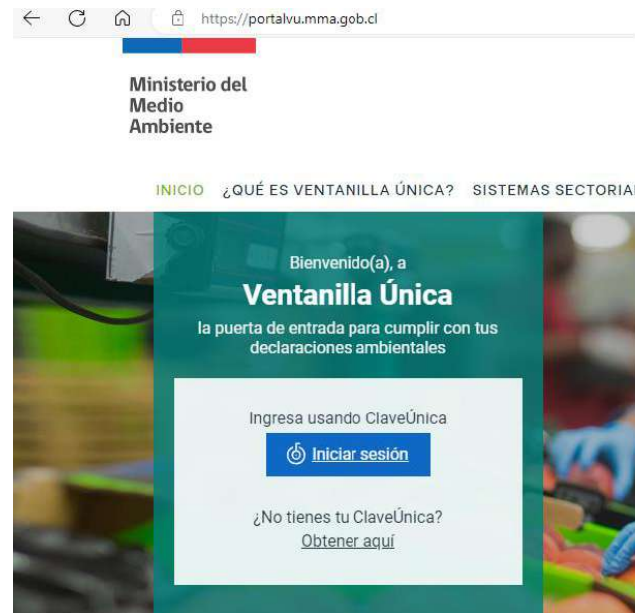 https://portalvu.mma.gob.cl
Ministerio del
Medio
Ambiente
INICIO ¿QUÉ ES VENTANILLA ÚNICA? SISTEMAS SECTORIAL
Bienvenido(a), a
Ventanilla Única
la puerta de entrada para cumplir con tus
declaraciones ambientales
Ingresa usando ClaveÚnica
Iniciar sesión
¿No tienes tu ClaveÚnica?
Obtener aquí